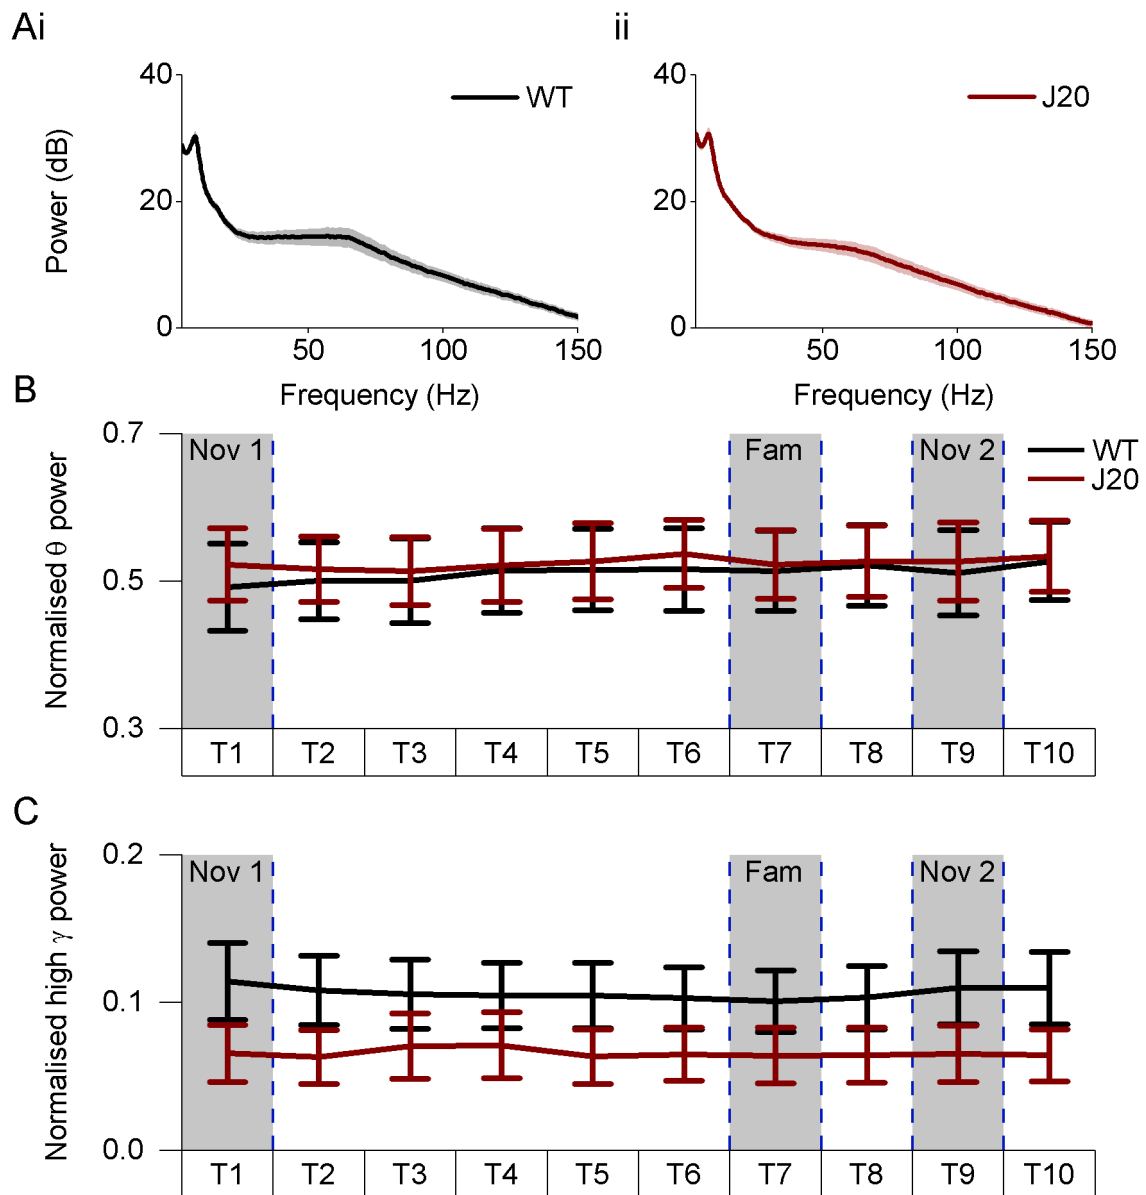 Ai
ii
40
20
0
Power (dB)
WT
50
100
150
Frequency (Hz)
40
20
0
J20
50
100
150
Frequency (Hz)
B
0.7
0.5
0.3
Normalised θ power
Nov 1
Fam
Nov 2
WT
J20
T1 T2 T3 T4 T5 T6 T7 T8 T9 T10
C
0.2
0.1
0.0
Normalised high γ power
Nov 1
Fam
Nov 2
T1 T2 T3 T4 T5 T6 T7 T8 T9 T10